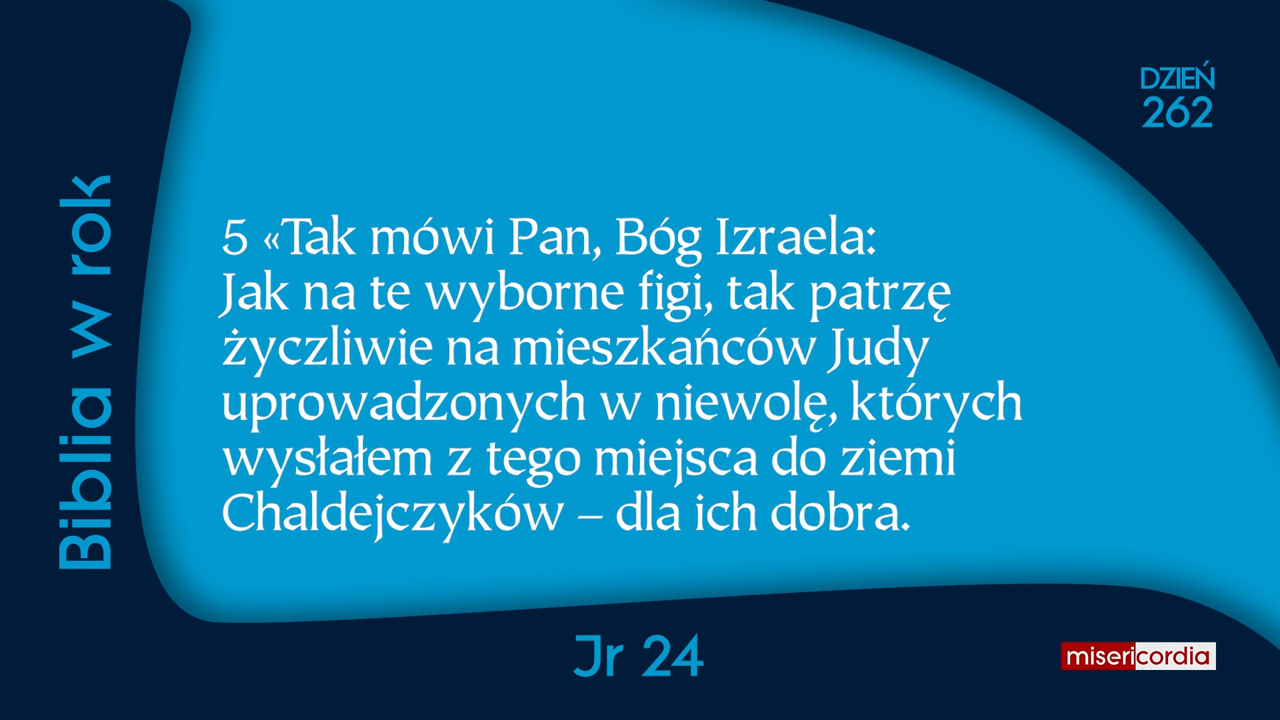 DZIEŃ
262
Biblia w rok
5 «Tak mówi Pan, Bóg Izraela:
Jak na te wyborne figi, tak patrzę
życzliwie na mieszkańców Judy
uprowadzonych w niewolę, których
wysłałem z tego miejsca do ziemi
Chaldejczyków – dla ich dobra.
Jr 24
misericordia